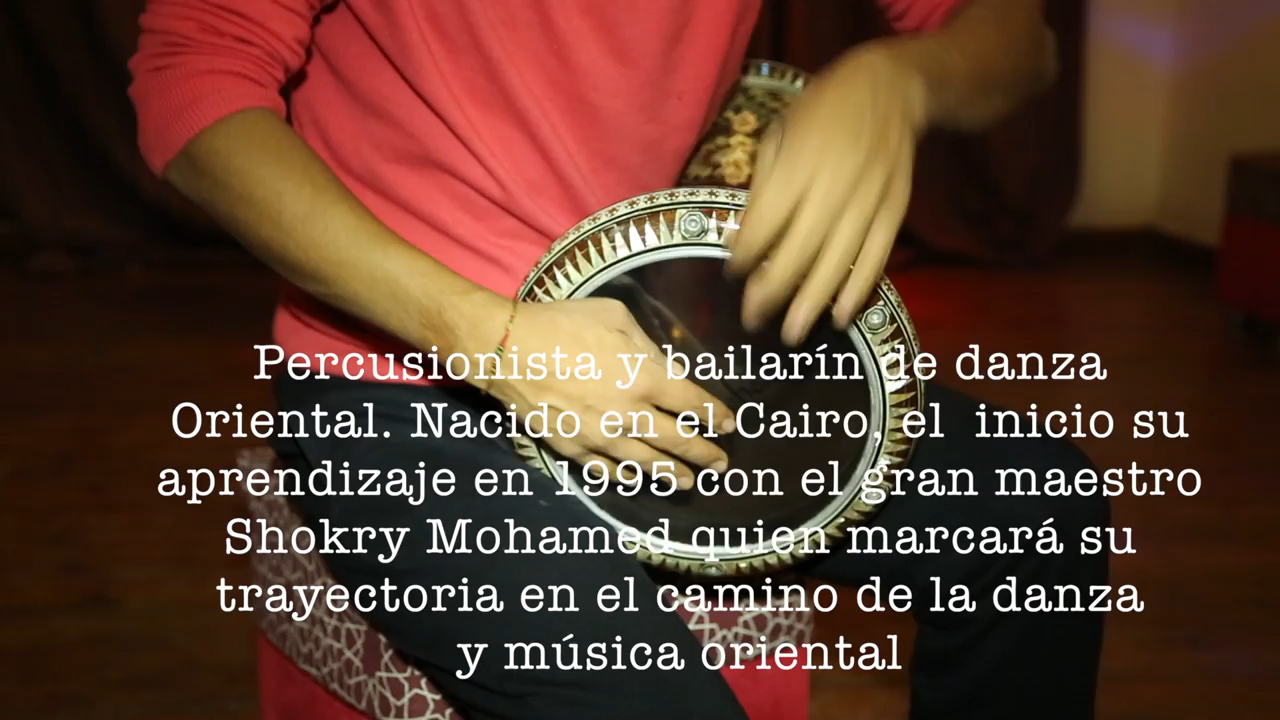 Percusionista y bailarín de danza
Oriental. Nacido en el Cairo, el  inicio su
aprendizaje en 1995 con el gran maestro
Shokry Mohamed quien marcará su
trayectoria en el camino de la danza
y música oriental